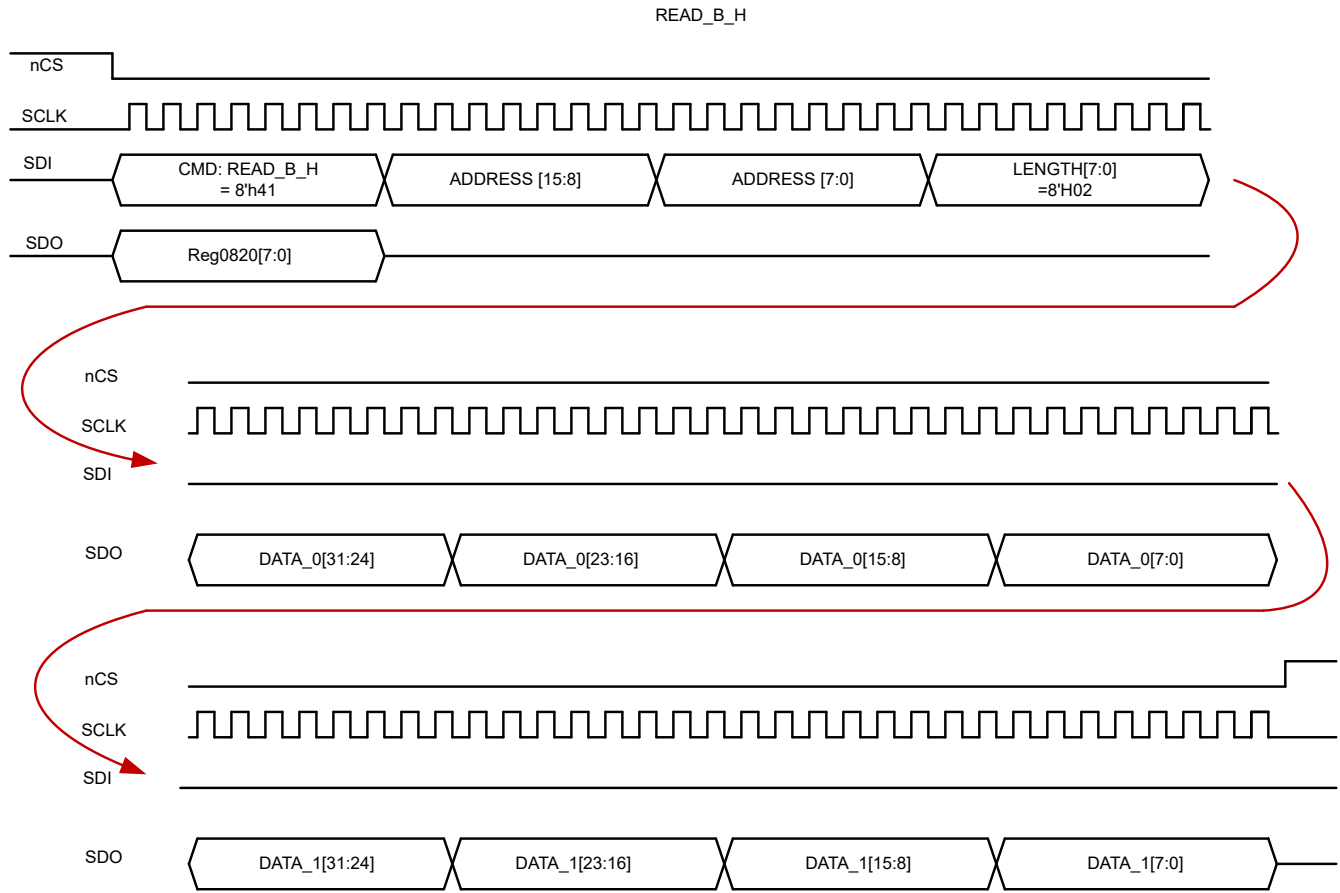 READ_B_H
nCS
SCLK
SDI
CMD: READ_B_H
= 8'h41
ADDRESS [15:8]
ADDRESS [7:0]
LENGTH[7:0]
=8'H02
SDO
Reg0820[7:0]
nCS
SCLK
SDI
SDO
DATA_0[31:24]
DATA_0[23:16]
DATA_0[15:8]
DATA_0[7:0]
nCS
SCLK
SDI
SDO
DATA_1[31:24]
DATA_1[23:16]
DATA_1[15:8]
DATA_1[7:0]